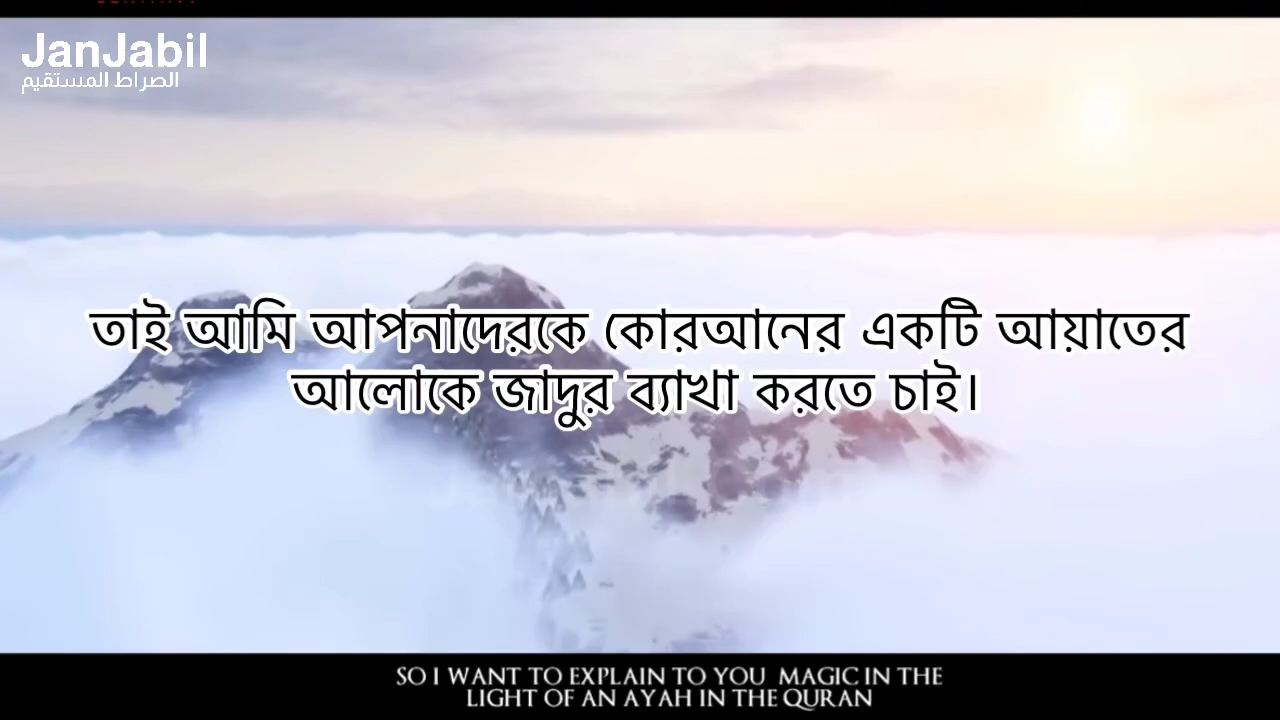 JanJabil
الصراط المستقيم
তাই আমি আপনাদেরকে কোরআনের একটি আয়াতের
আলোকে জাদুর ব্যাখা করতে চাই।
SO I WANT TO EXPLAIN TO YOU MAGIC IN THE
LIGHT OF AN AYAH IN THE QURAN